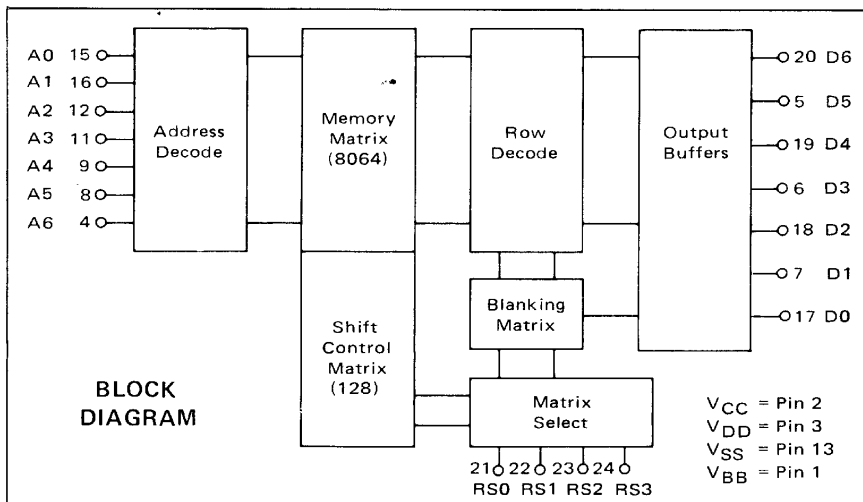 A0 15
A1 16
A2 12
A3 11
A4 9
A5 8
A6 4
Address
Decode
Memory
Matrix
(8064)
Row
Decode
Output
Buffers
20 D6
5 D5
19 D4
6 D3
18 D2
7 D1
17 D0
Shift
Control
Matrix
(128)
Blanking
Matrix
Matrix
Select
21 22 23 24
RS0 RS1 RS2 RS3
BLOCK
DIAGRAM
VCC = Pin 2
VDD = Pin 3
VSS = Pin 13
VBB = Pin 1